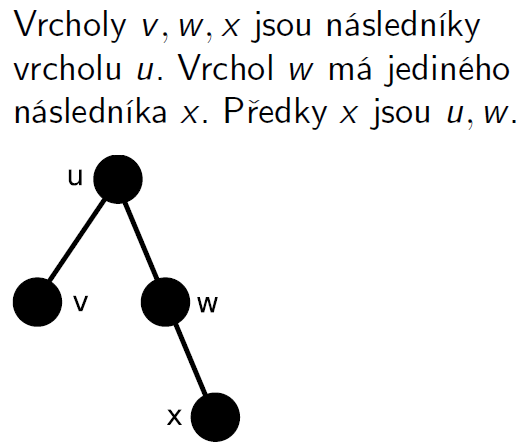 Vrcholy v, w, x jsou následníky
vrcholu u. Vrchol w má jediného
následníka x. Předky x jsou u, w.
u
v
w
x